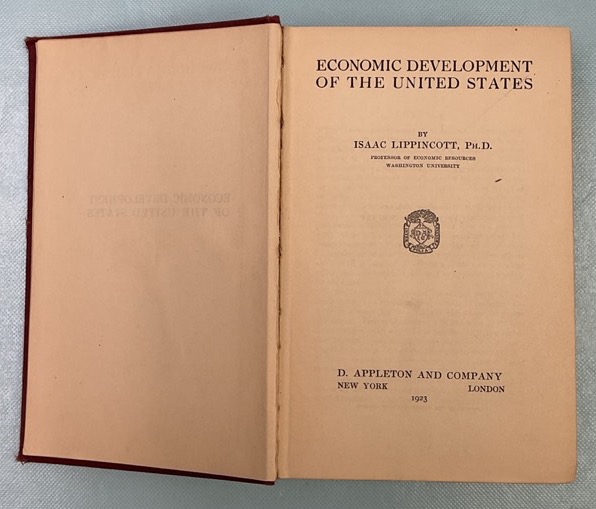 ECONOMIC DEVELOPMENT
OF THE UNITED STATES
BY
ISAAC LIPPINCOTT, PH.D.
PROFESSOR OF ECONOMIC RESOURCES
WASHINGTON UNIVERSITY
D. APPLETON AND COMPANY
NEW YORK LONDON
1923